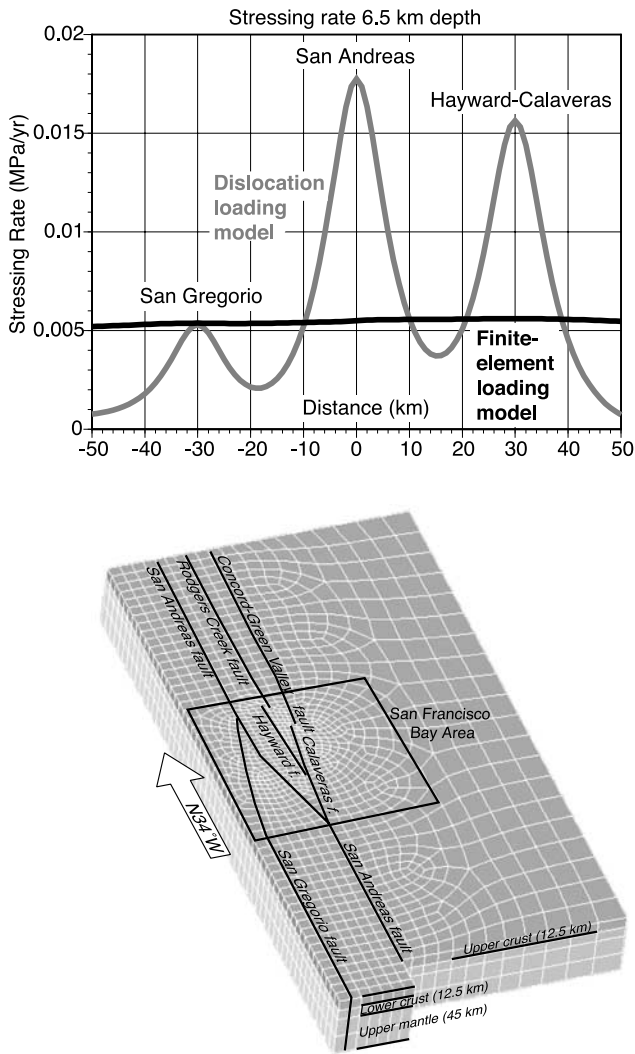 Stressing rate 6.5 km depth
0.02
San Andreas
Hayward-Calaveras
0.015
Dislocation
loading
model
0.01
Stressing Rate (MPa/yr)
San Gregorio
0.005
Finite-
element
loading
model
Distance (km)
0
-50 -40 -30 -20 -10 0 10 20 30 40 50
San Andreas fault
Rodgers Creek fault
Concord-Green Valley
fault
San Francisco
Bay Area
Hayward f.
Calaveras f.
N34°W
San Gregorio fault
San Andreas fault
Upper crust (12.5 km)
Lower crust (12.5 km)
Upper mantle (45 km)